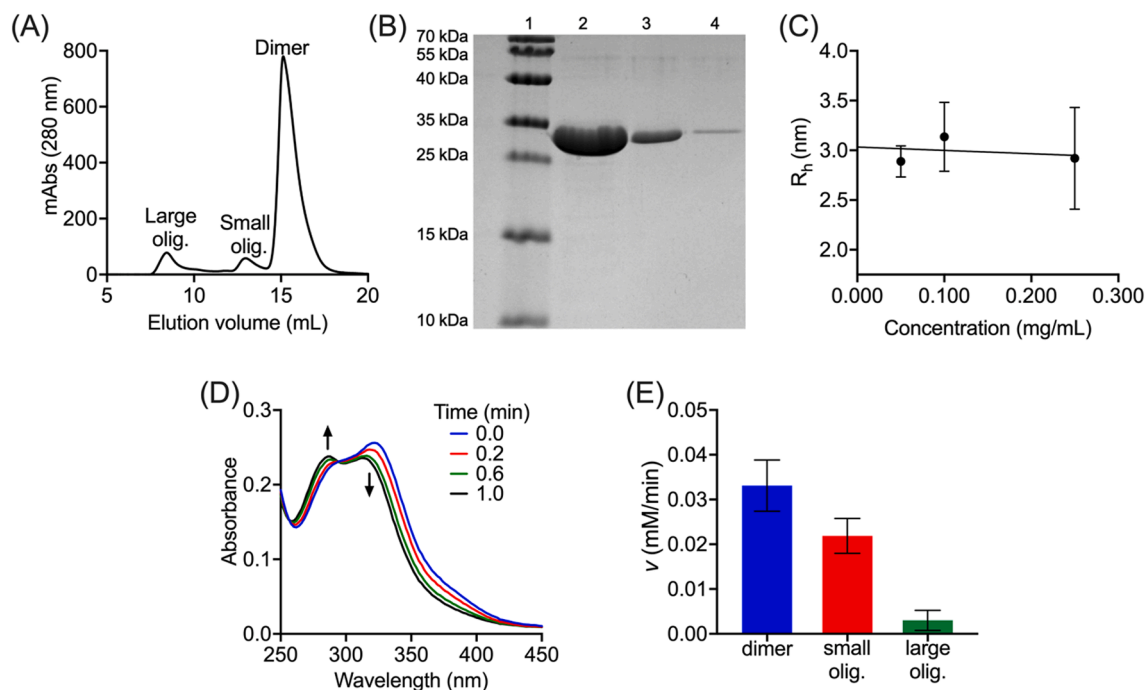 (A)
800
600
400
200
0
mAbs (280 nm)
Large
olig.
Small
olig.
Dimer
5 10 15 20
Elution volume (mL)
(B)
1 2 3 4
70 kDa
55 kDa
40 kDa
35 kDa
25 kDa
15 kDa
10 kDa
(C)
4.0
3.5
3.0
2.5
2.0
Rh (nm)
0.000 0.100 0.200 0.300
Concentration (mg/mL)
(D)
0.3
0.2
0.1
0.0
Absorbance
Time (min)
0.0
0.2
0.6
1.0
250 300 350 400 450
Wavelength (nm)
(E)
0.05
0.04
0.03
0.02
0.01
0.00
v (mM/min)
dimer small large
olig. olig.